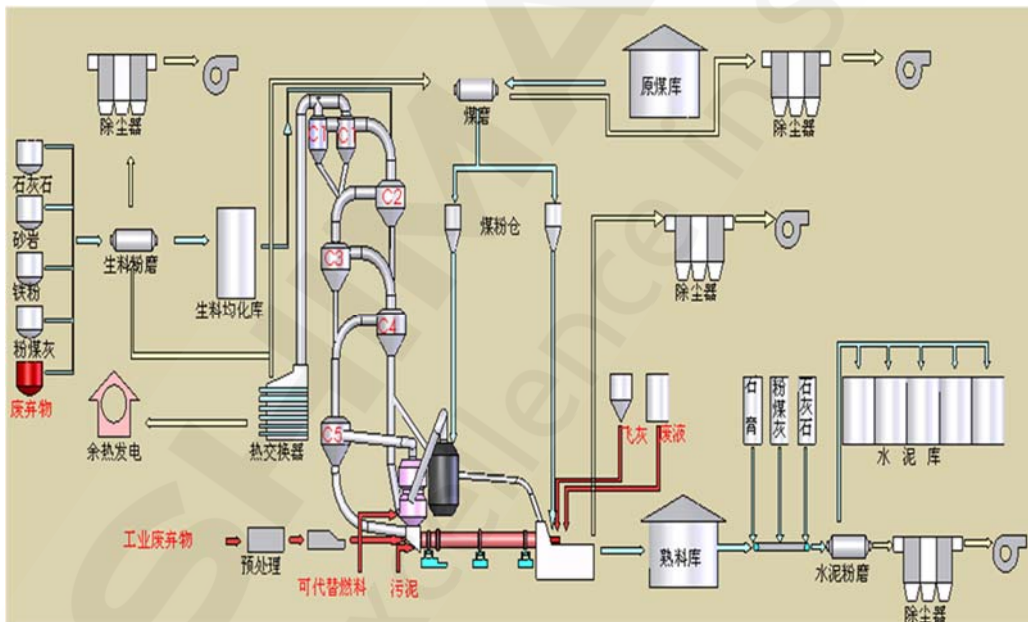 除尘器
石灰石
砂岩
铁粉
粉煤灰
废弃物
生料粉磨
生料均化库
余热发电
热交换器
C1
C1
C2
C3
C4
C5
煤磨
原煤库
除尘器
煤粉仓
除尘器
飞灰
废液
石膏
粉煤灰
石灰石
水泥库
工业废弃物
预处理
可代替燃料
污泥
熟料库
水泥粉磨
除尘器